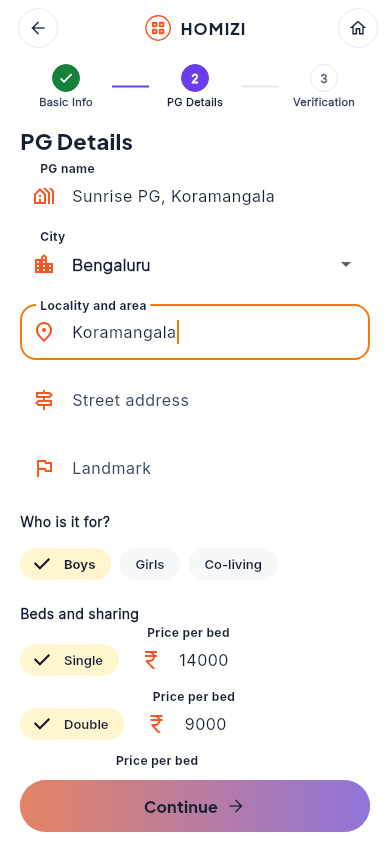 HOMIZI
2
3
Basic Info
PG Details
Verification
PG Details
PG name
Sunrise PG, Koramangala
City
Bengaluru
Locality and area
Koramangala
Street address
Landmark
Who is it for?
Boys
Girls
Co-living
Beds and sharing
Price per bed
Single
₹ 14000
Price per bed
Double
₹ 9000
Price per bed
Continue